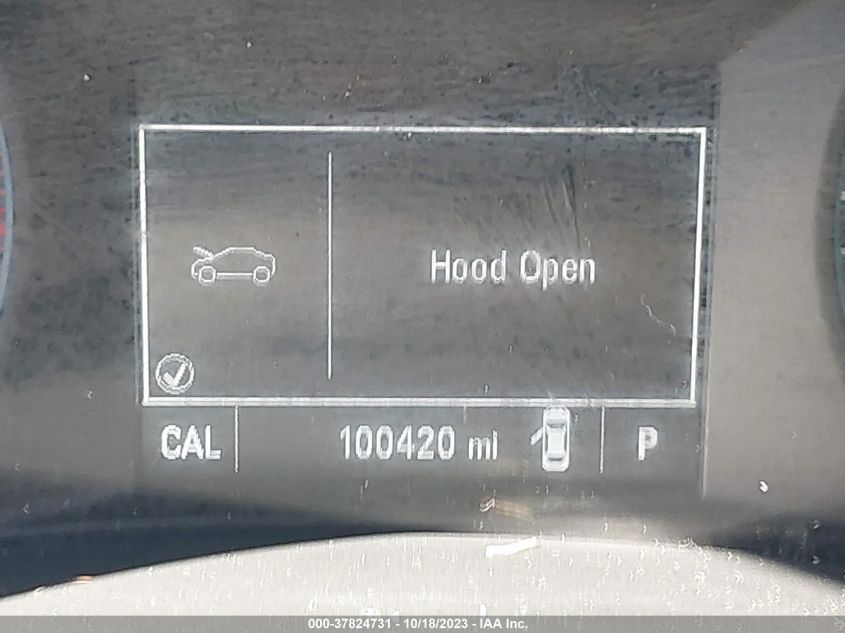 Hood Open
CAL 100420 mi P
000-37824731 - 10/18/2023 - IAA Inc.